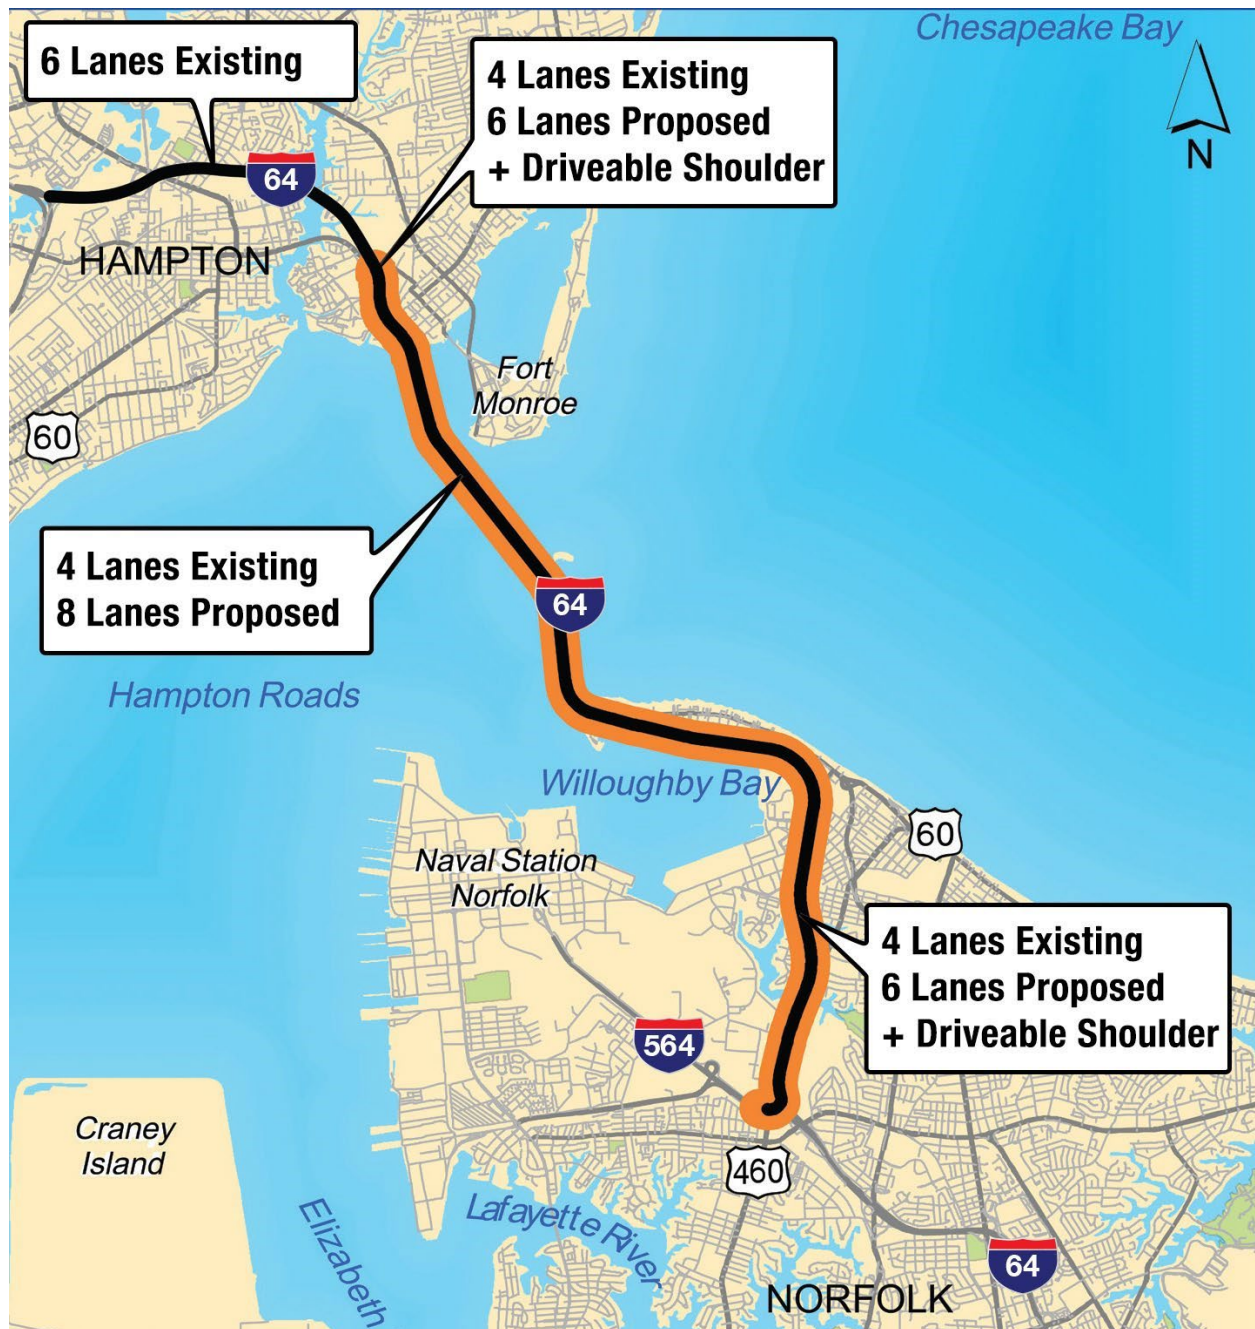 Chesapeake Bay
6 Lanes Existing
4 Lanes Existing
6 Lanes Proposed
+ Driveable Shoulder
N
64
HAMPTON
Fort
Monroe
60
4 Lanes Existing
8 Lanes Proposed
64
Hampton Roads
Willoughby Bay
60
Naval Station
Norfolk
4 Lanes Existing
6 Lanes Proposed
+ Driveable Shoulder
564
Craney
Island
460
Elizabeth
Lafayette River
64
NORFOLK